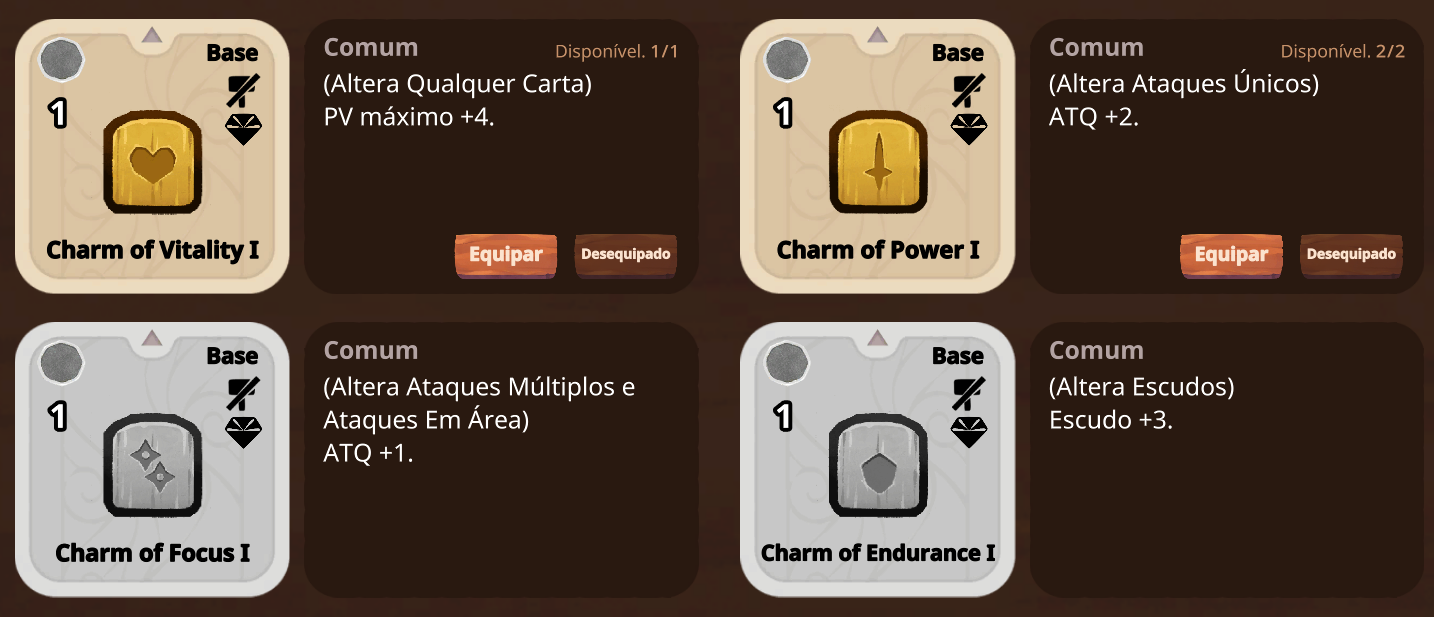 Base
1
Charm of Vitality I
Comum
Disponível. 1/1
(Altera Qualquer Carta)
PV máximo +4.
Equipar
Desequipado
Base
1
Charm of Power I
Comum
Disponível. 2/2
(Altera Ataques Únicos)
ATQ +2.
Equipar
Desequipado
Base
1
Charm of Focus I
Comum
(Altera Ataques Múltiplos e
Ataques Em Área)
ATQ +1.
Base
1
Charm of Endurance I
Comum
(Altera Escudos)
Escudo +3.